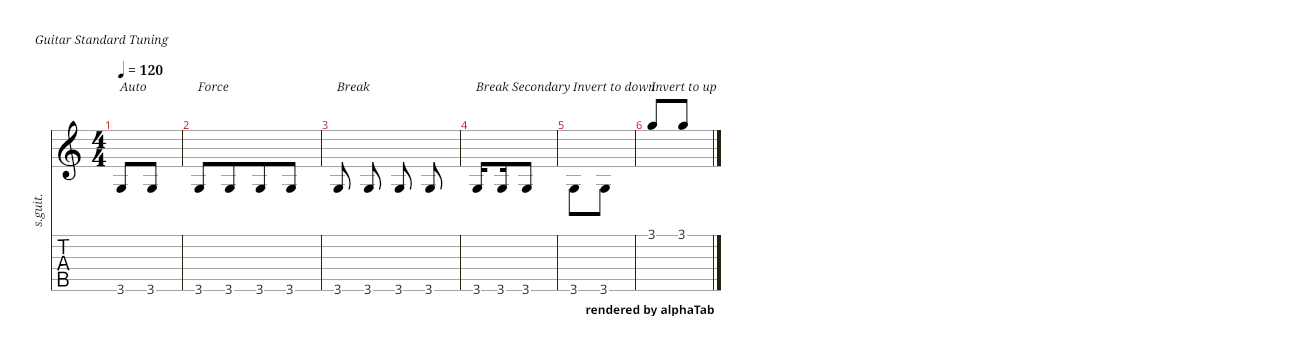 Guitar Standard Tuning
= 120
Auto Force Break Break Secondary Invert to down Invert to up
1 2 3 4 5 6
4
4
s.guit.
3 3
T
A
B
3 3 3 3 3 3 3 3 3 3 3 3 3 3 3
rendered by alphaTab